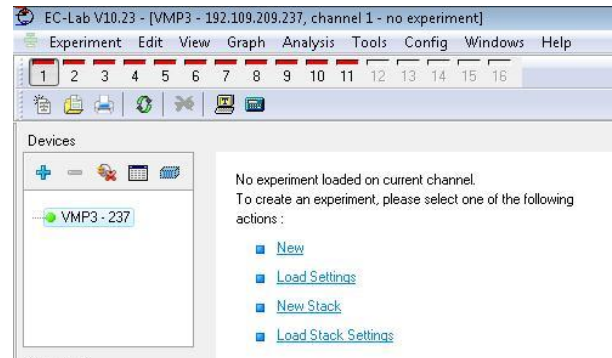 EC-Lab V10.23 - [VMP3 - 192.109.209.237, channel 1 - no experiment]
Experiment Edit View Graph Analysis Tools Config Windows Help
1 2 3 4 5 6 7 8 9 10 11 12 13 14 15 16
Devices
VMP3 - 237
No experiment loaded on current channel.
To create an experiment, please select one of the following
actions :
New
Load Settings
New Stack
Load Stack Settings